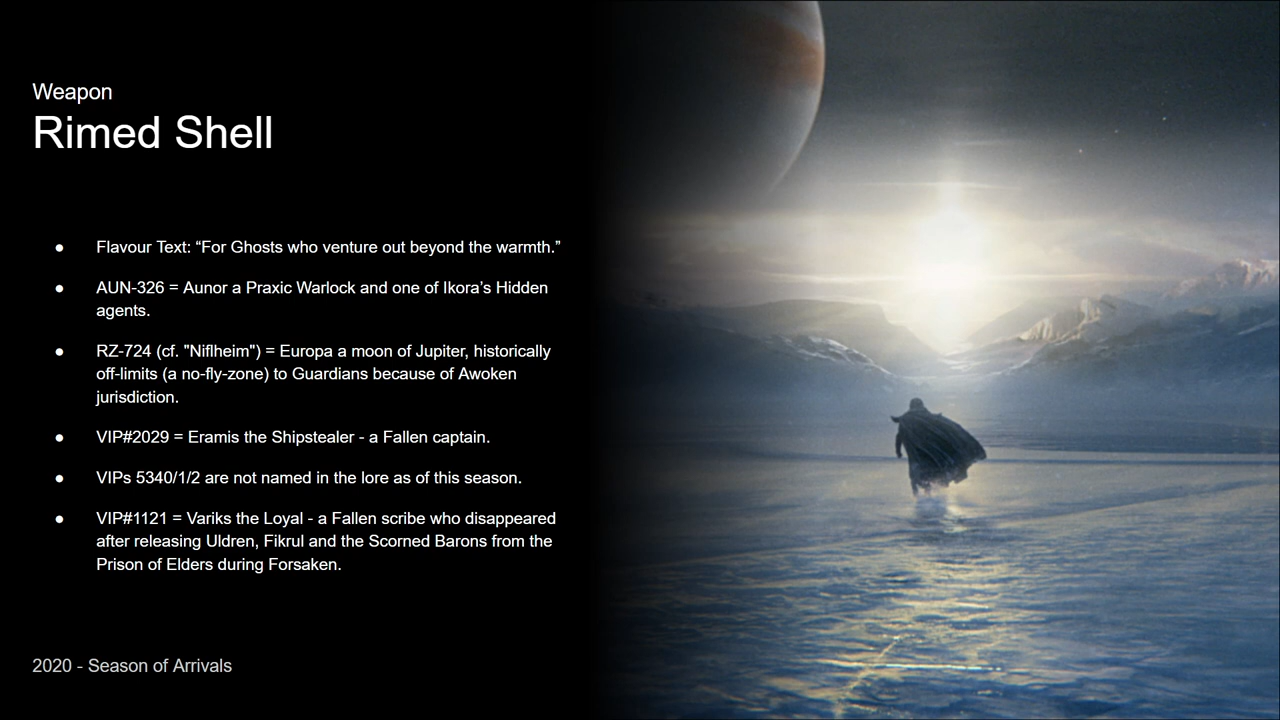 Weapon
Rimed Shell
● Flavour Text: “For Ghosts who venture out beyond the warmth.”
● AUN-326 = Aunor a Praxic Warlock and one of Ikora’s Hidden
agents.
● RZ-724 (cf. "Niflheim") = Europa a moon of Jupiter, historically
off-limits (a no-fly-zone) to Guardians because of Awoken
jurisdiction.
● VIP#2029 = Eramis the Shipstealer - a Fallen captain.
● VIPs 5340/1/2 are not named in the lore as of this season.
● VIP#1121 = Variks the Loyal - a Fallen scribe who disappeared
after releasing Uldren, Fikrul and the Scorned Barons from the
Prison of Elders during Forsaken.
2020 - Season of Arrivals